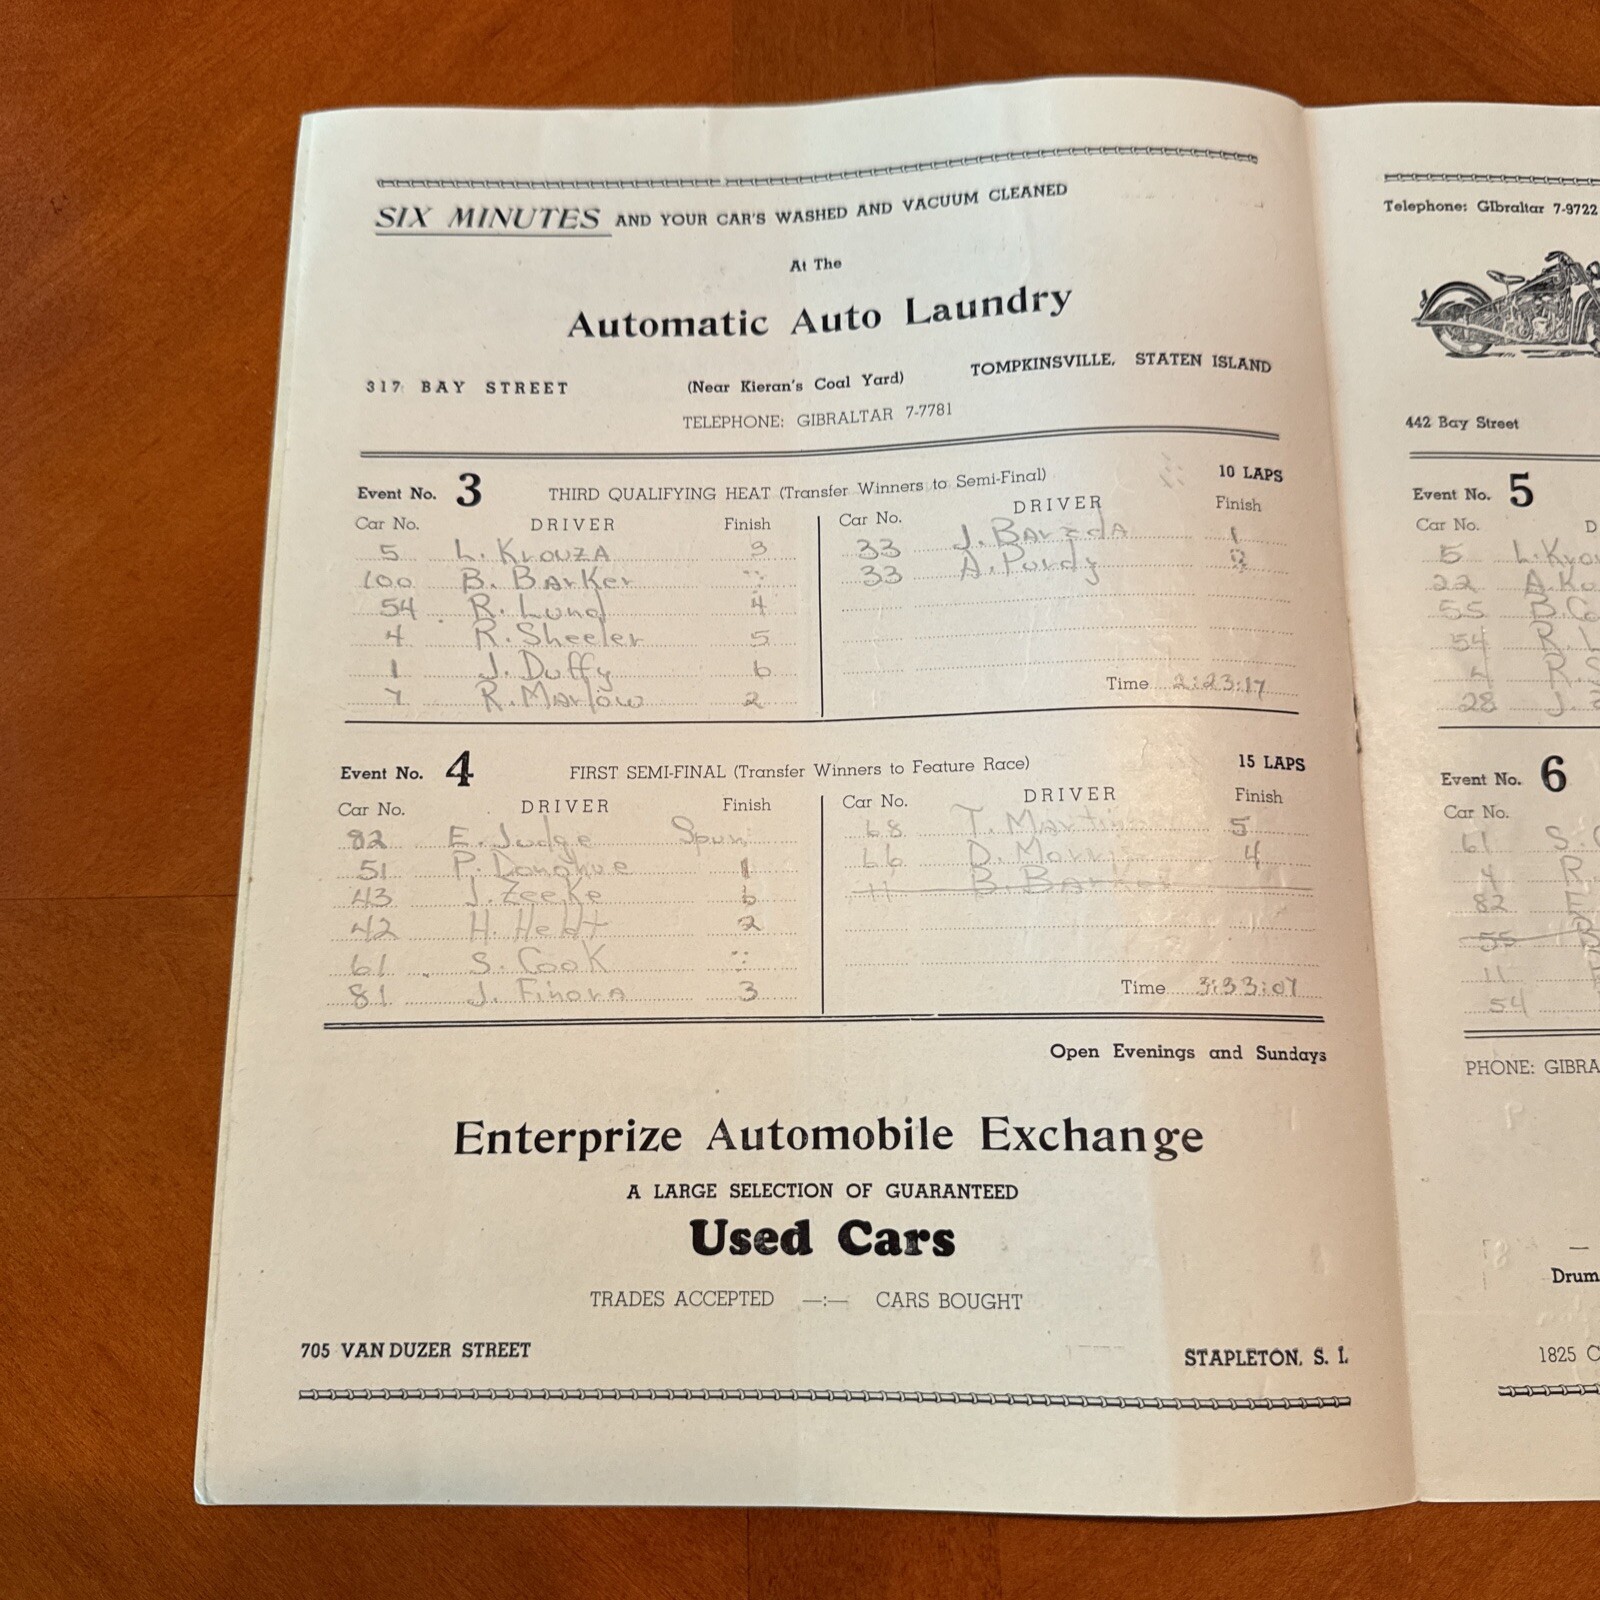 SIX MINUTES AND YOUR CAR'S WASHED AND VACUUM CLEANED
At The
Automatic Auto Laundry
317 BAY STREET (Near Kieran's Coal Yard) TOMPKINSVILLE, STATEN ISLAND
TELEPHONE: GIBRALTAR 7-7781
Event No. 3 THIRD QUALIFYING HEAT (Transfer Winners to Semi-Final) 10 LAPS
Car No. DRIVER Finish
5 L. KrouzA
100 B. BarKer
54 R. Lund 4
4 R. Sheeler 5
1 J. Duffy 6
7 R. Marlow 2
Car No. DRIVER Finish
33 J. 1
33 A. Purdy
Time 2:23:17
Event No. 4 FIRST SEMI-FINAL (Transfer Winners to Feature Race) 15 LAPS
Car No. DRIVER Finish
82 E. Judge Spun
51 P. Donohue 1
43 J. ZeeKe
42 H. Heldt 2
61 S. CooK
81 J. Finora 3
Car No. DRIVER Finish
68 T. Martin 5
66 D. Morris 4
11 B. Barker
Time 3:33:07
Open Evenings and Sundays
Enterprize Automobile Exchange
A LARGE SELECTION OF GUARANTEED
Used Cars
TRADES ACCEPTED —:— CARS BOUGHT
705 VAN DUZER STREET STAPLETON, S. I.
Telephone: GIbraltar 7-9722
442 Bay Street
Event No. 5
Car No. D
5 L. Kro
22 A. Ko
55 B. Co
54 R. L
4 R. S
28 J.
Event No. 6
Car No.
61 S. C
4 R.
82 E
55 B
11
54
PHONE: GIBRA
Drum
1825 C